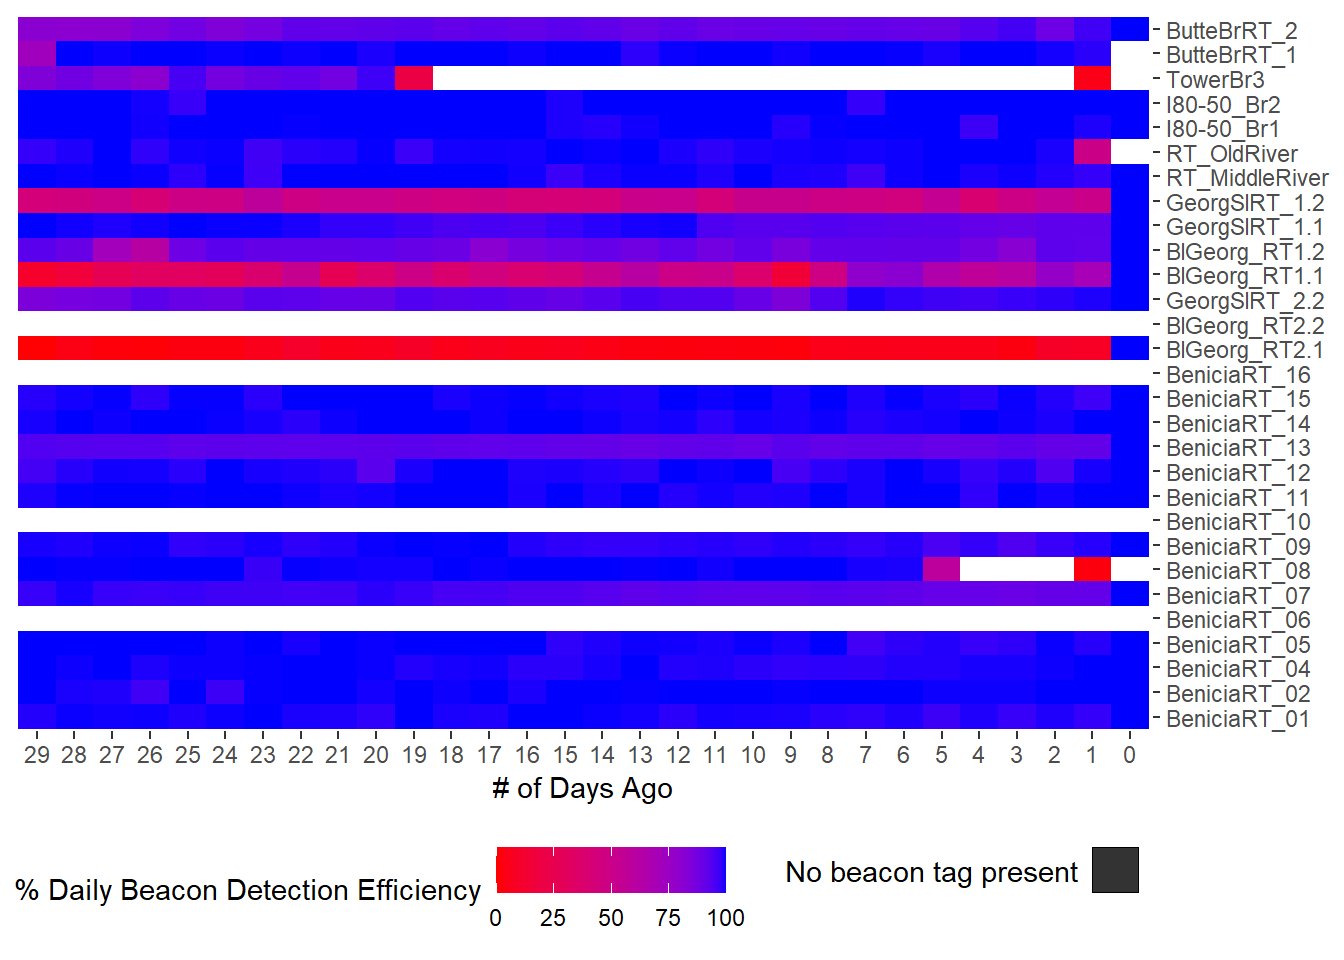 ButteBrRT_2
ButteBrRT_1
TowerBr3
I80-50_Br2
I80-50_Br1
RT_OldRiver
RT_MiddleRiver
GeorgSlRT_1.2
GeorgSlRT_1.1
BlGeorg_RT1.2
BlGeorg_RT1.1
GeorgSlRT_2.2
BlGeorg_RT2.2
BlGeorg_RT2.1
BeniciaRT_16
BeniciaRT_15
BeniciaRT_14
BeniciaRT_13
BeniciaRT_12
BeniciaRT_11
BeniciaRT_10
BeniciaRT_09
BeniciaRT_08
BeniciaRT_07
BeniciaRT_06
BeniciaRT_05
BeniciaRT_04
BeniciaRT_02
BeniciaRT_01
29 28 27 26 25 24 23 22 21 20 19 18 17 16 15 14 13 12 11 10 9 8 7 6 5 4 3 2 1 0
# of Days Ago
% Daily Beacon Detection Efficiency
0 25 50 75 100
No beacon tag present